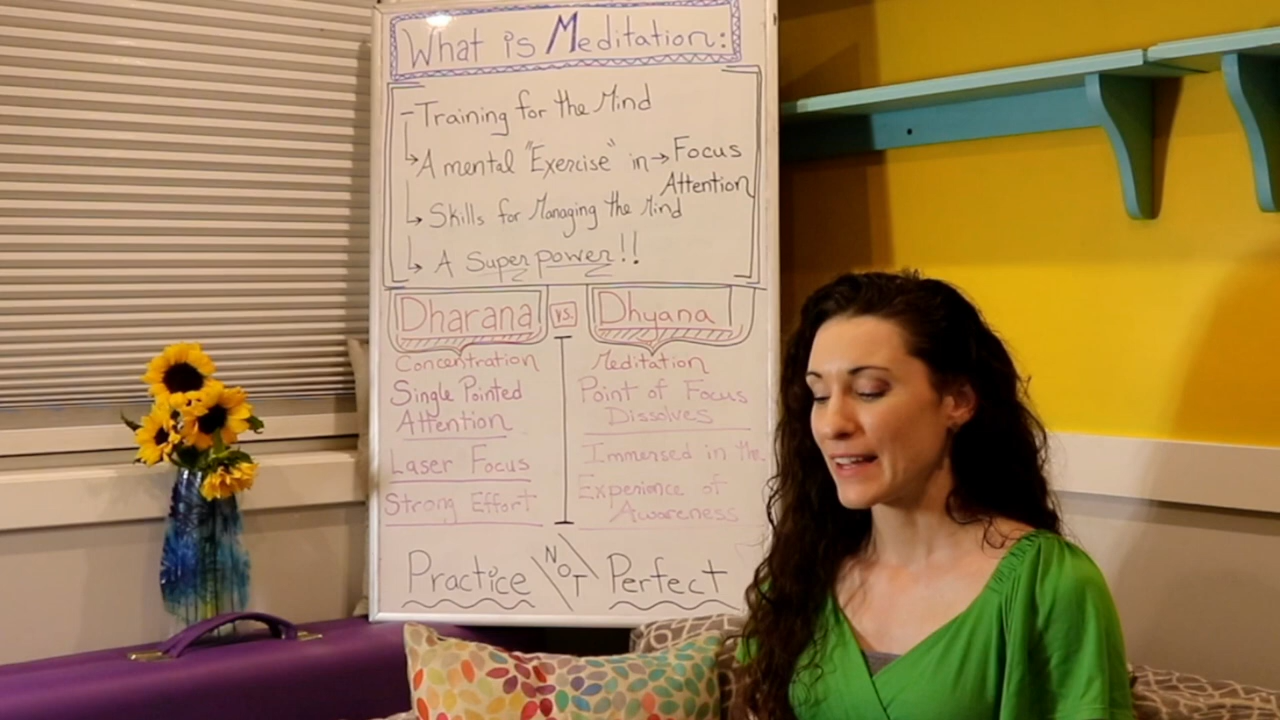 What is Meditation:
- Training for the Mind
→ A mental "Exercise" in → Focus
Attention
→ Skills for Managing the Mind
→ A Super power!!
Dharana vs. Dhyana
Concentration
Single Pointed
Attention
Laser Focus
Strong Effort
Meditation
Point of Focus
Dissolves
Immersed in the
Experience of
Awareness
Practice NOT Perfect